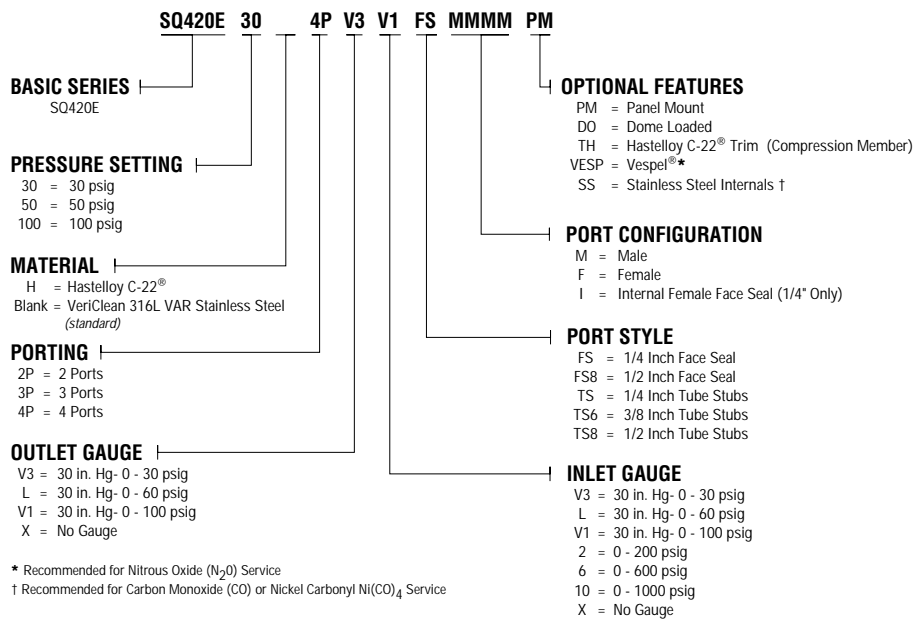 SQ420E 30 4P V3 V1 FS MMMM PM
BASIC SERIES
SQ420E
PRESSURE SETTING
30 = 30 psig
50 = 50 psig
100 = 100 psig
MATERIAL
H = Hastelloy C-22®
Blank = VeriClean 316L VAR Stainless Steel
(standard)
PORTING
2P = 2 Ports
3P = 3 Ports
4P = 4 Ports
OUTLET GAUGE
V3 = 30 in. Hg- 0 - 30 psig
L = 30 in. Hg- 0 - 60 psig
V1 = 30 in. Hg- 0 - 100 psig
X = No Gauge
* Recommended for Nitrous Oxide (N20) Service
† Recommended for Carbon Monoxide (CO) or Nickel Carbonyl Ni(CO)4 Service
OPTIONAL FEATURES
PM = Panel Mount
DO = Dome Loaded
TH = Hastelloy C-22® Trim (Compression Member)
VESP = Vespel®*
SS = Stainless Steel Internals †
PORT CONFIGURATION
M = Male
F = Female
I = Internal Female Face Seal (1/4" Only)
PORT STYLE
FS = 1/4 Inch Face Seal
FS8 = 1/2 Inch Face Seal
TS = 1/4 Inch Tube Stubs
TS6 = 3/8 Inch Tube Stubs
TS8 = 1/2 Inch Tube Stubs
INLET GAUGE
V3 = 30 in. Hg- 0 - 30 psig
L = 30 in. Hg- 0 - 60 psig
V1 = 30 in. Hg- 0 - 100 psig
2 = 0 - 200 psig
6 = 0 - 600 psig
10 = 0 - 1000 psig
X = No Gauge